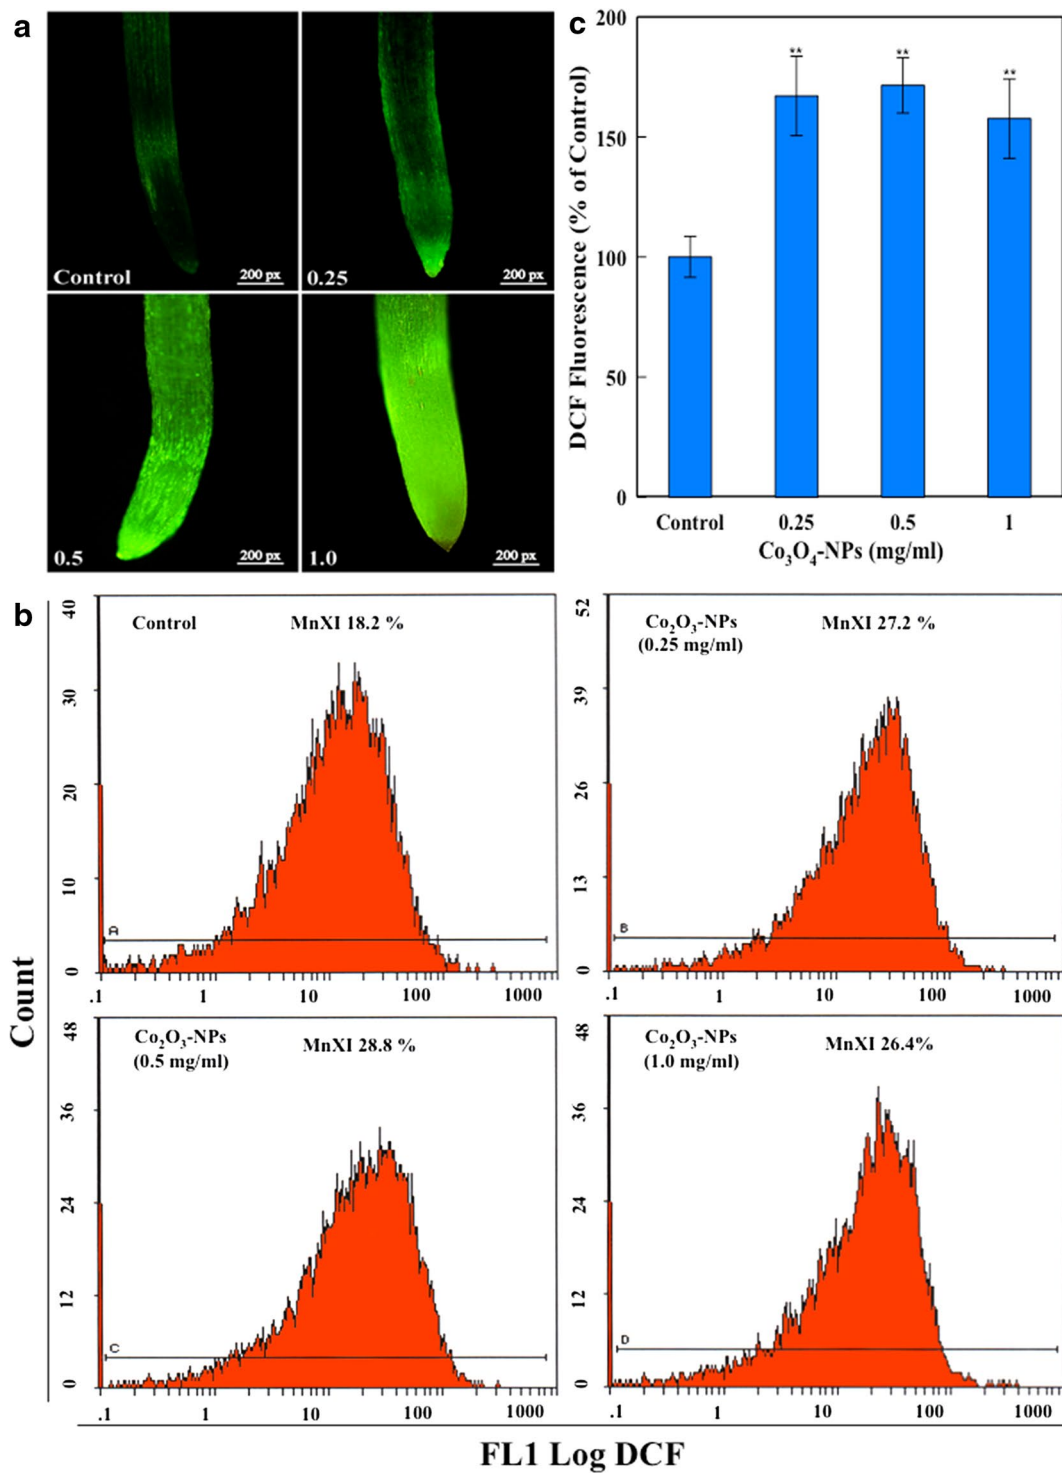 a
Control
200 px
0.25
200 px
0.5
200 px
1.0
200 px
c
DCF Fluorescence (% of Control)
200
150
100
50
0
**
**
**
Control 0.25 0.5 1
Co₃O₄-NPs (mg/ml)
b
Count
40
30
20
10
0
Control
MnXI 18.2 %
A
.1 1 10 100 1000
52
39
26
13
0
Co₂O₃-NPs
(0.25 mg/ml)
MnXI 27.2 %
B
.1 1 10 100 1000
48
36
24
12
0
Co₂O₃-NPs
(0.5 mg/ml)
MnXI 28.8 %
C
.1 1 10 100 1000
48
36
24
12
0
Co₂O₃-NPs
(1.0 mg/ml)
MnXI 26.4%
D
.1 1 10 100 1000
FL1 Log DCF